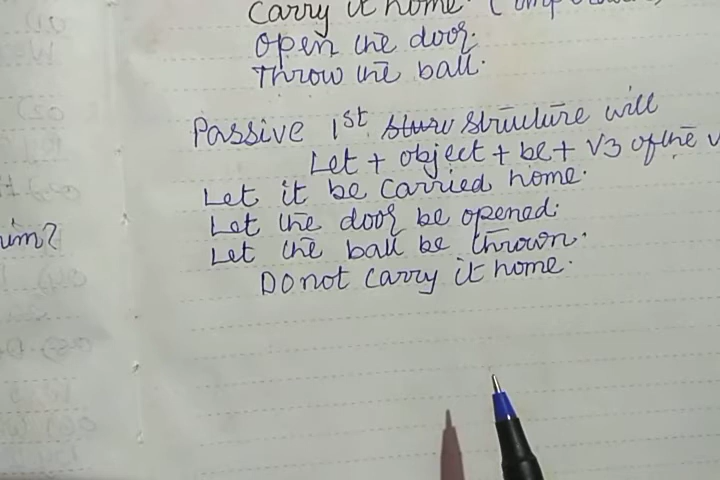 Carry it home.
Open the door.
Throw the ball.
Passive 1st structure will
Let + object + be + V3 of the v
Let it be carried home.
Let the door be opened.
him?
Let the ball be thrown.
Do not carry it home.